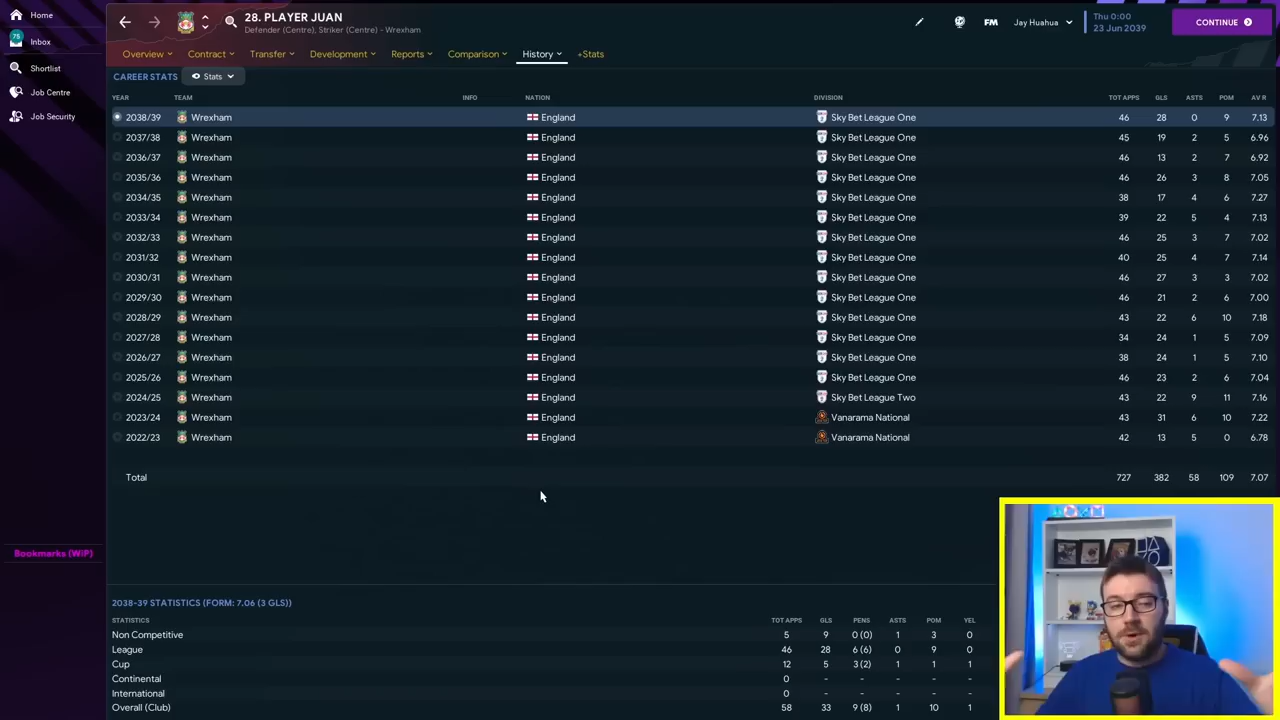 Home
28. PLAYER JUAN
Defender (Centre), Striker (Centre) - Wrexham
FM
Jay Huahua
Thu 0:00
23 Jun 2039
CONTINUE
75
Inbox
Shortlist
Job Centre
Job Security
Overview Contract Transfer Development Reports Comparison History +Stats
CAREER STATS Stats
YEAR TEAM INFO NATION DIVISION TOT APPS GLS ASTS POM AV R
2038/39 Wrexham England Sky Bet League One 46 28 0 9 7.13
2037/38 Wrexham England Sky Bet League One 45 19 2 5 6.96
2036/37 Wrexham England Sky Bet League One 46 13 2 7 6.92
2035/36 Wrexham England Sky Bet League One 46 26 3 8 7.05
2034/35 Wrexham England Sky Bet League One 38 17 4 6 7.27
2033/34 Wrexham England Sky Bet League One 39 22 5 4 7.13
2032/33 Wrexham England Sky Bet League One 46 25 3 7 7.02
2031/32 Wrexham England Sky Bet League One 40 25 4 7 7.14
2030/31 Wrexham England Sky Bet League One 46 27 3 3 7.02
2029/30 Wrexham England Sky Bet League One 46 21 2 6 7.00
2028/29 Wrexham England Sky Bet League One 43 22 6 10 7.18
2027/28 Wrexham England Sky Bet League One 34 24 1 5 7.09
2026/27 Wrexham England Sky Bet League One 38 24 1 5 7.10
2025/26 Wrexham England Sky Bet League One 46 23 2 6 7.04
2024/25 Wrexham England Sky Bet League Two 43 22 9 11 7.16
2023/24 Wrexham England Vanarama National 43 31 6 10 7.22
2022/23 Wrexham England Vanarama National 42 13 5 0 6.78
Total 727 382 58 109 7.07
Bookmarks (WiP)
2038-39 STATISTICS (FORM: 7.06 (3 GLS))
STATISTICS TOT APPS GLS PENS ASTS POM YEL
Non Competitive 5 9 0 (0) 1 3 0
League 46 28 6 (6) 0 9 0
Cup 12 5 3 (2) 1 1 1
Continental 0 - - - - -
International 0 - - - - -
Overall (Club) 58 33 9 (8) 1 10 1